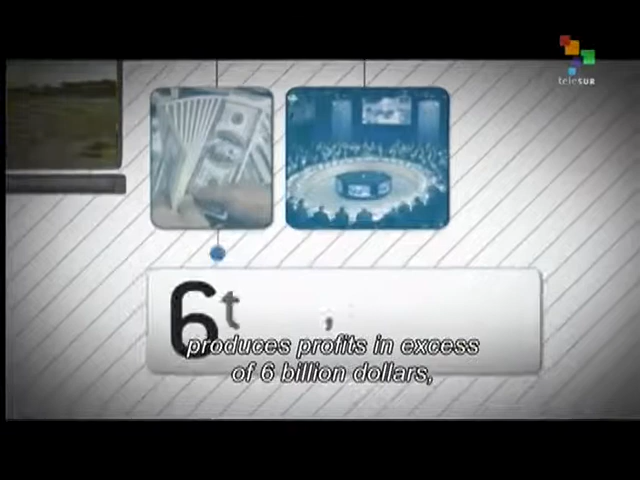 teleSUR
6t
,
produces profits in excess
of 6 billion dollars,